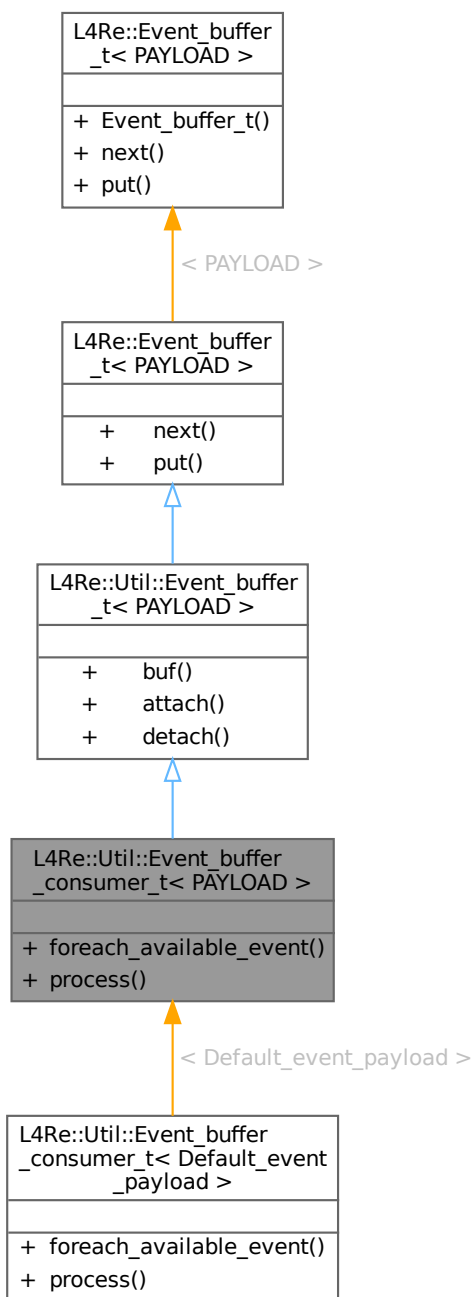 L4Re::Event_buffer
_t< PAYLOAD >
+ Event_buffer_t()
+ next()
+ put()
< PAYLOAD >
L4Re::Event_buffer
_t< PAYLOAD >
+ next()
+ put()
L4Re::Util::Event_buffer
_t< PAYLOAD >
+ buf()
+ attach()
+ detach()
L4Re::Util::Event_buffer
_consumer_t< PAYLOAD >
+ foreach_available_event()
+ process()
< Default_event_payload >
L4Re::Util::Event_buffer
_consumer_t< Default_event
_payload >
+ foreach_available_event()
+ process()